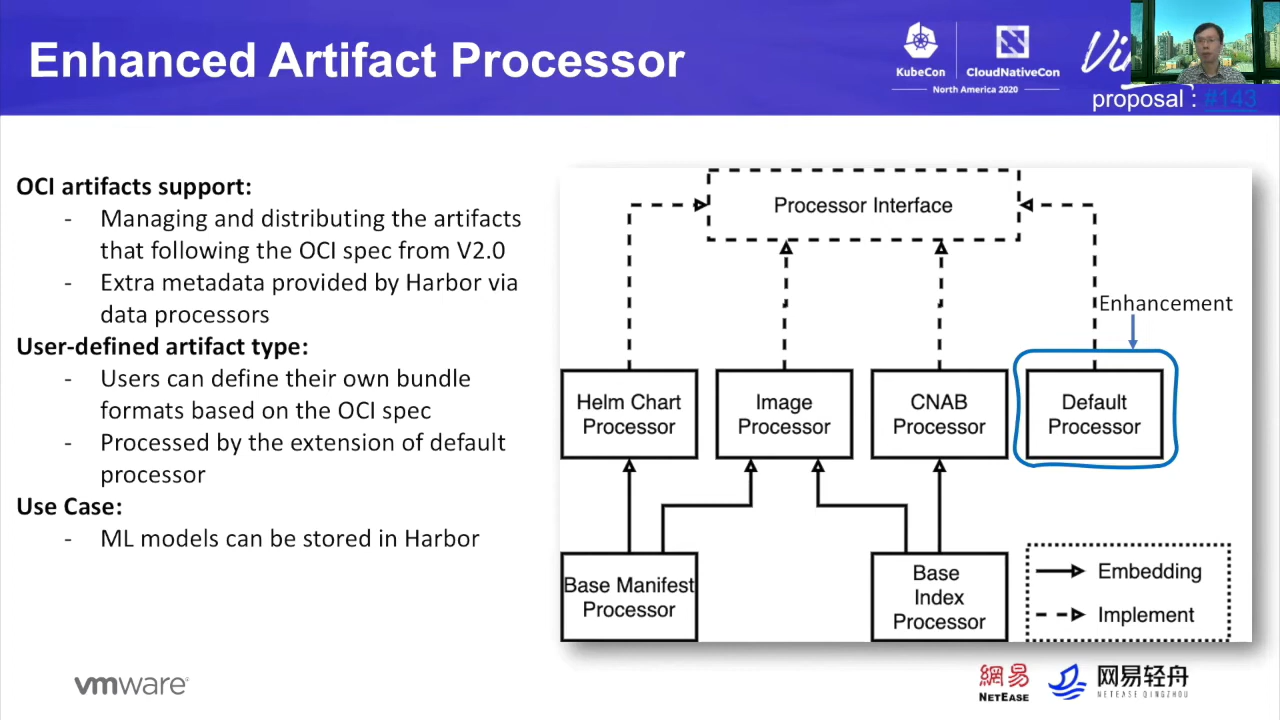 Enhanced Artifact Processor
KubeCon
CloudNativeCon
North America 2020
proposal : #143
OCI artifacts support:
- Managing and distributing the artifacts
that following the OCI spec from V2.0
- Extra metadata provided by Harbor via
data processors
User-defined artifact type:
- Users can define their own bundle
formats based on the OCI spec
- Processed by the extension of default
processor
Use Case:
- ML models can be stored in Harbor
Processor Interface
Enhancement
Helm Chart
Processor
Image
Processor
CNAB
Processor
Default
Processor
Base Manifest
Processor
Base
Index
Processor
Embedding
Implement
vmware
網易
NETEASE
网易轻舟
NETEASE QINGZHOU